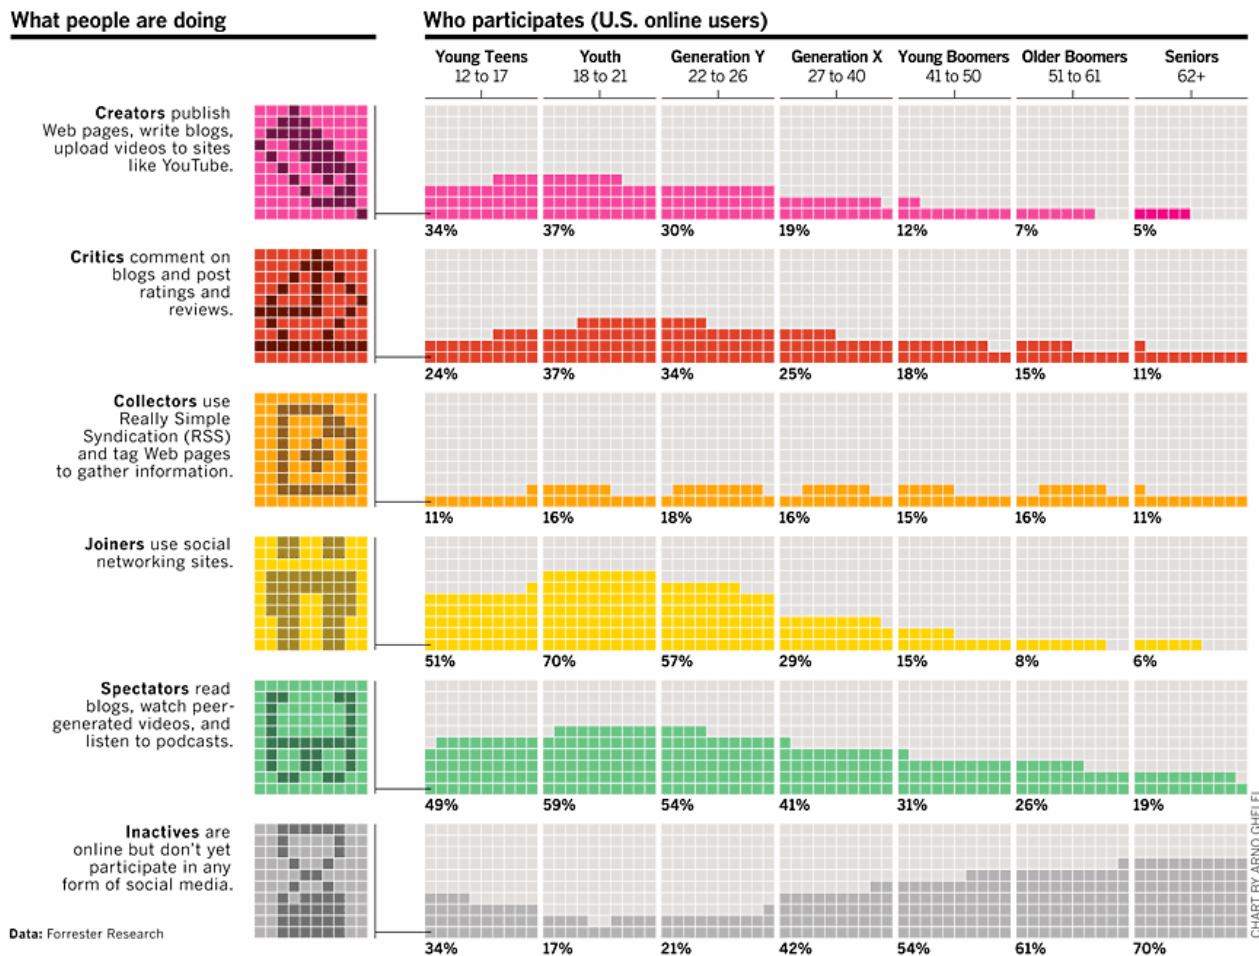 What people are doing
Who participates (U.S. online users)
Young Teens
12 to 17
Youth
18 to 21
Generation Y
22 to 26
Generation X
27 to 40
Young Boomers
41 to 50
Older Boomers
51 to 61
Seniors
62+
Creators publish
Web pages, write blogs,
upload videos to sites
like YouTube.
34% 37% 30% 19% 12% 7% 5%
Critics comment on
blogs and post
ratings and
reviews.
24% 37% 34% 25% 18% 15% 11%
Collectors use
Really Simple
Syndication (RSS)
and tag Web pages
to gather information.
11% 16% 18% 16% 15% 16% 11%
Joiners use social
networking sites.
51% 70% 57% 29% 15% 8% 6%
Spectators read
blogs, watch peer-
generated videos, and
listen to podcasts.
49% 59% 54% 41% 31% 26% 19%
Inactives are
online but don't yet
participate in any
form of social media.
34% 17% 21% 42% 54% 61% 70%
Data: Forrester Research
CHART BY ARNO GHELFI